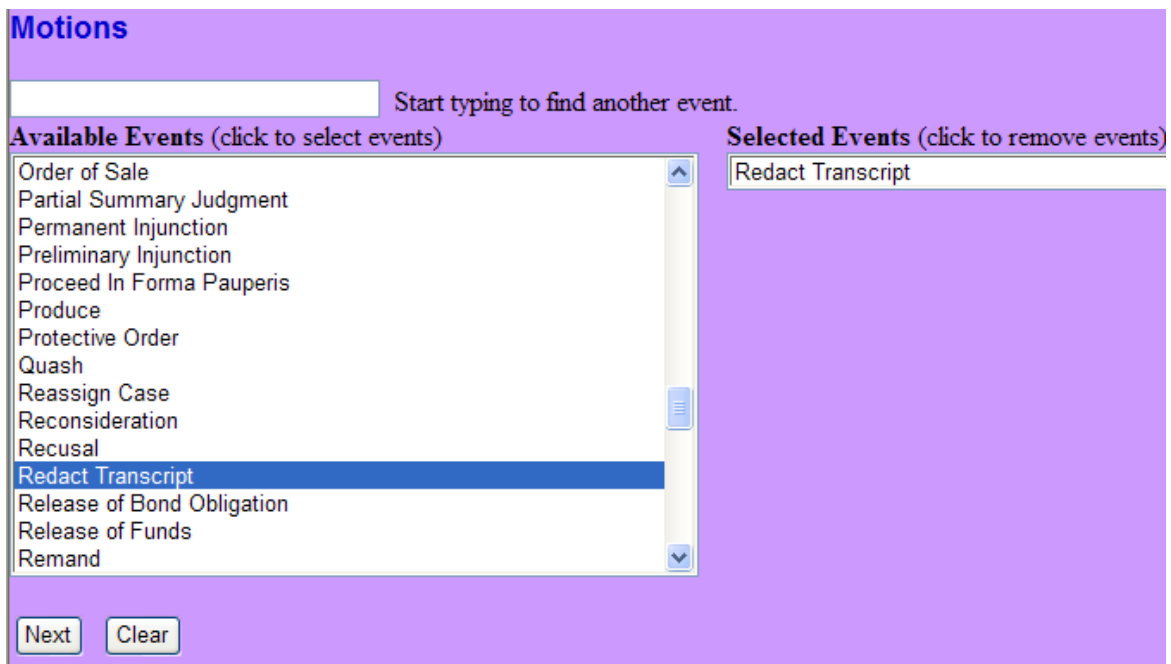 Motions
Start typing to find another event.
Available Events (click to select events)
Order of Sale
Partial Summary Judgment
Permanent Injunction
Preliminary Injunction
Proceed In Forma Pauperis
Produce
Protective Order
Quash
Reassign Case
Reconsideration
Recusal
Redact Transcript
Release of Bond Obligation
Release of Funds
Remand
Selected Events (click to remove events)
Redact Transcript
Next Clear